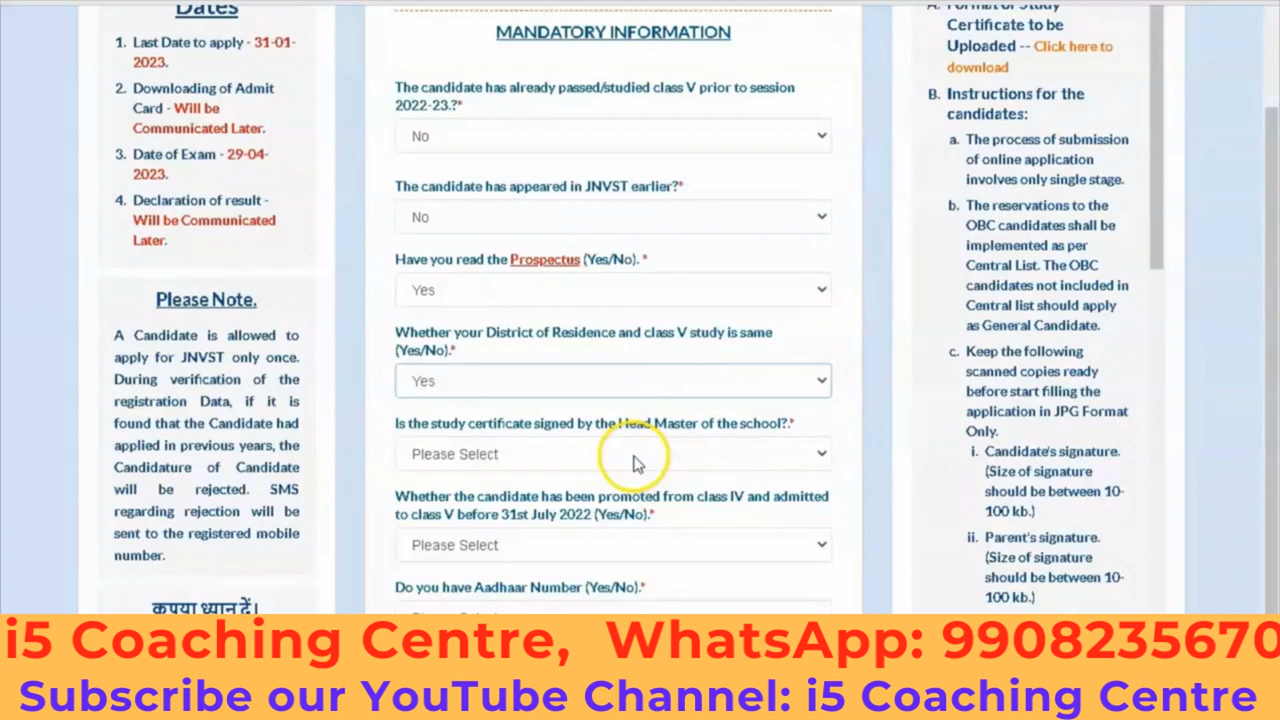 Dates
1. Last Date to apply - 31-01-
2023.
2. Downloading of Admit
Card - Will be
Communicated Later.
3. Date of Exam - 29-04-
2023.
4. Declaration of result -
Will be Communicated
Later.
Please Note.
A Candidate is allowed to
apply for JNVST only once.
During verification of the
registration Data, if it is
found that the Candidate had
applied in previous years, the
Candidature of Candidate
will be rejected. SMS
regarding rejection will be
sent to the registered mobile
number.
कृपया ध्यान दें।
MANDATORY INFORMATION
The candidate has already passed/studied class V prior to session
2022-23.?*
No
The candidate has appeared in JNVST earlier?*
No
Have you read the Prospectus (Yes/No). *
Yes
Whether your District of Residence and class V study is same
(Yes/No).*
Yes
Is the study certificate signed by the Head Master of the school?.*
Please Select
Whether the candidate has been promoted from class IV and admitted
to class V before 31st July 2022 (Yes/No).*
Please Select
Do you have Aadhaar Number (Yes/No).*
A. Format of Study
Certificate to be
Uploaded -- Click here to
download
B. Instructions for the
candidates:
a. The process of submission
of online application
involves only single stage.
b. The reservations to the
OBC candidates shall be
implemented as per
Central List. The OBC
candidates not included in
Central list should apply
as General Candidate.
c. Keep the following
scanned copies ready
before start filling the
application in JPG Format
Only.
i. Candidate's signature.
(Size of signature
should be between 10-
100 kb.)
ii. Parent's signature.
(Size of signature
should be between 10-
100 kb.)
i5 Coaching Centre, WhatsApp: 9908235670
Subscribe our YouTube Channel: i5 Coaching Centre